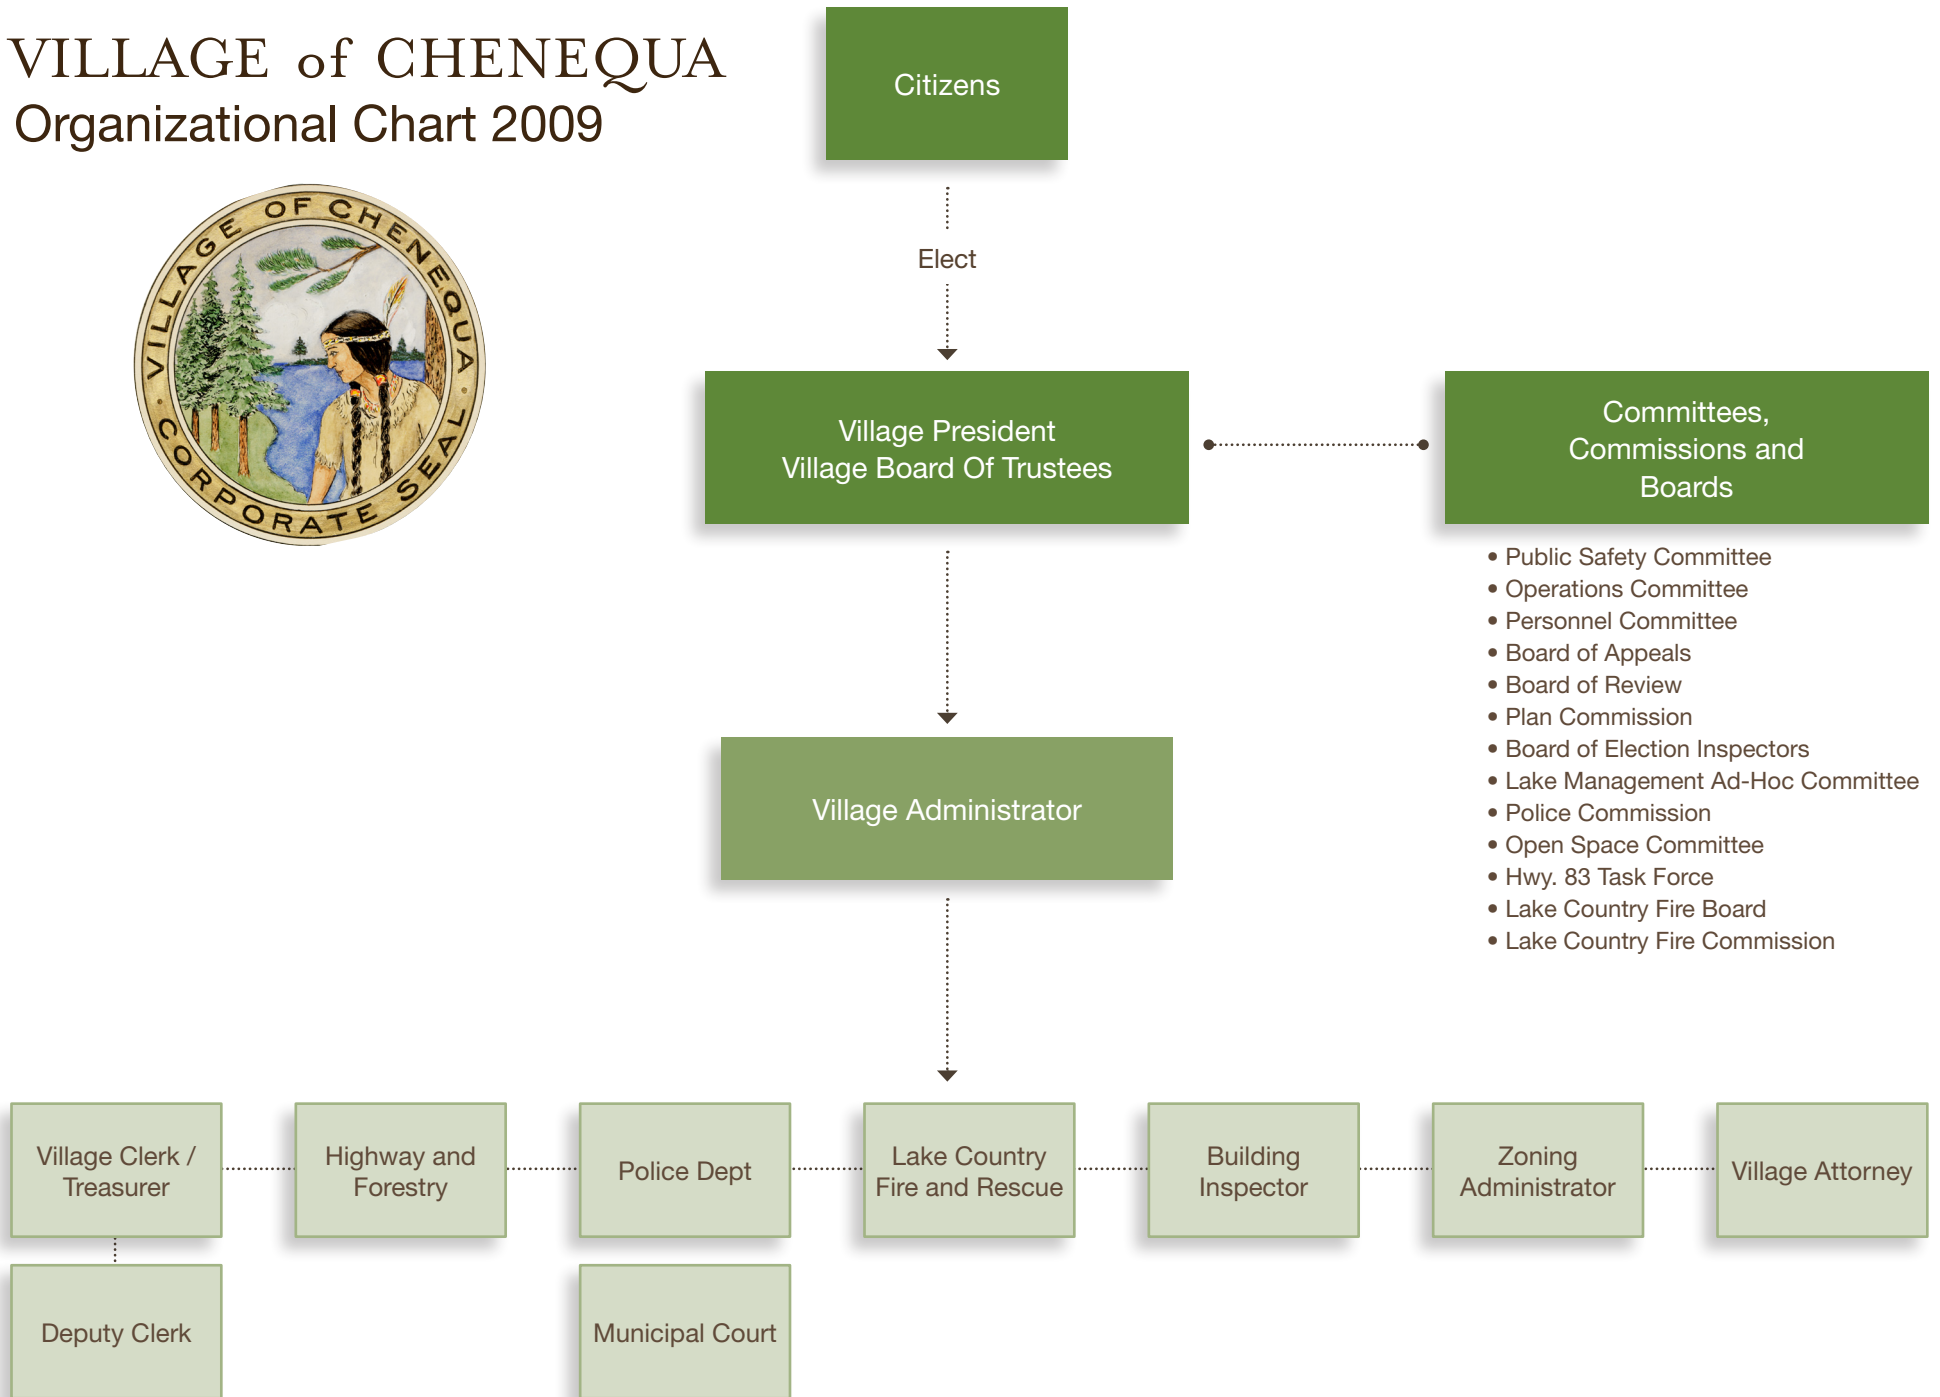 VILLAGE of CHENEQUA
Organizational Chart 2009
VILLAGE OF CHENEQUA
CORPORATE SEAL
Citizens
Elect
Village President
Village Board Of Trustees
Committees,
Commissions and
Boards
• Public Safety Committee
• Operations Committee
• Personnel Committee
• Board of Appeals
• Board of Review
• Plan Commission
• Board of Election Inspectors
• Lake Management Ad-Hoc Committee
• Police Commission
• Open Space Committee
• Hwy. 83 Task Force
• Lake Country Fire Board
• Lake Country Fire Commission
Village Administrator
Village Clerk /
Treasurer
Highway and
Forestry
Police Dept
Lake Country
Fire and Rescue
Building
Inspector
Zoning
Administrator
Village Attorney
Deputy Clerk
Municipal Court